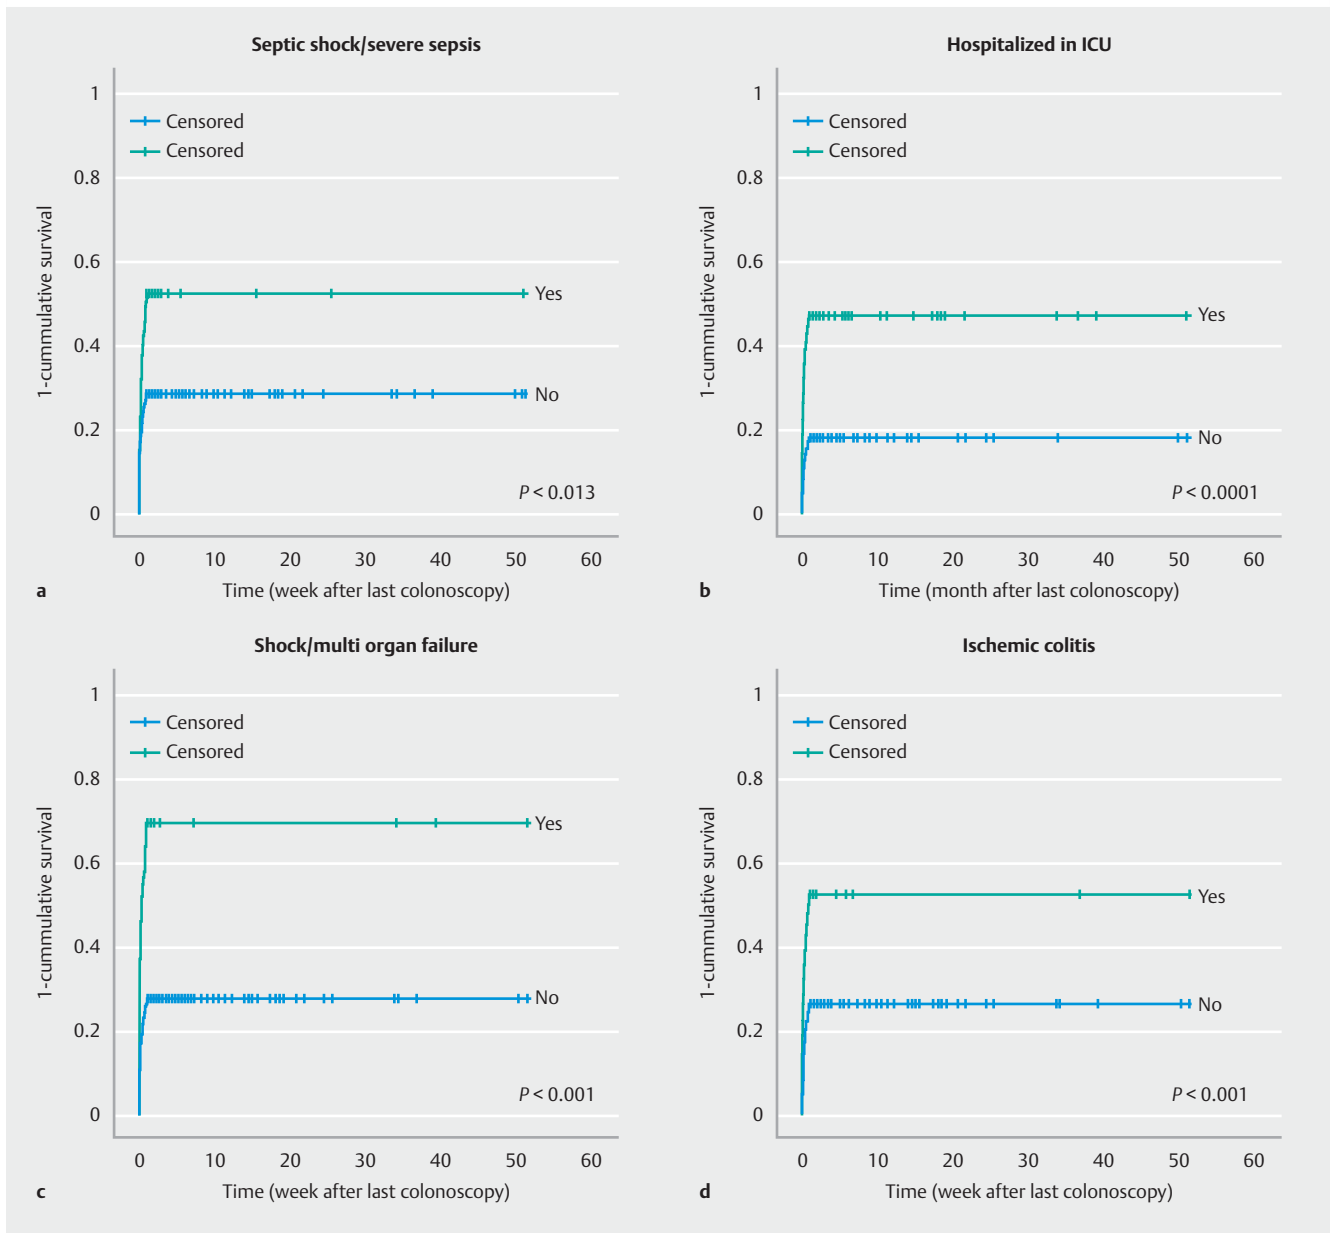 Septic shock/severe sepsis
1-cummulative survival
1
0.8
0.6
0.4
0.2
0
Censored
Censored
Yes
No
P < 0.013
0 10 20 30 40 50 60
a
Time (week after last colonoscopy)
Hospitalized in ICU
1-cummulative survival
1
0.8
0.6
0.4
0.2
0
Censored
Censored
Yes
No
P < 0.0001
0 10 20 30 40 50 60
b
Time (month after last colonoscopy)
Shock/multi organ failure
1-cummulative survival
1
0.8
0.6
0.4
0.2
0
Censored
Censored
Yes
No
P < 0.001
0 10 20 30 40 50 60
c
Time (week after last colonoscopy)
Ischemic colitis
1-cummulative survival
1
0.8
0.6
0.4
0.2
0
Censored
Censored
Yes
No
P < 0.001
0 10 20 30 40 50 60
d
Time (week after last colonoscopy)